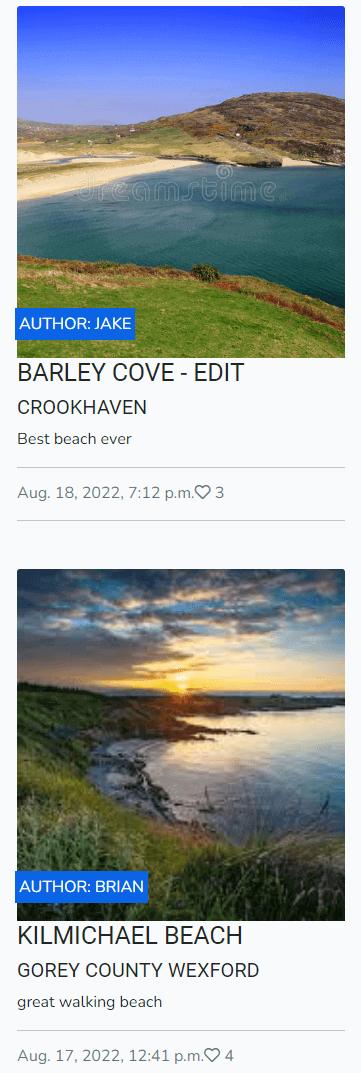 dreamstime
AUTHOR: JAKE
BARLEY COVE - EDIT
CROOKHAVEN
Best beach ever
Aug. 18, 2022, 7:12 p.m. 3
AUTHOR: BRIAN
KILMICHAEL BEACH
GOREY COUNTY WEXFORD
great walking beach
Aug. 17, 2022, 12:41 p.m. 4